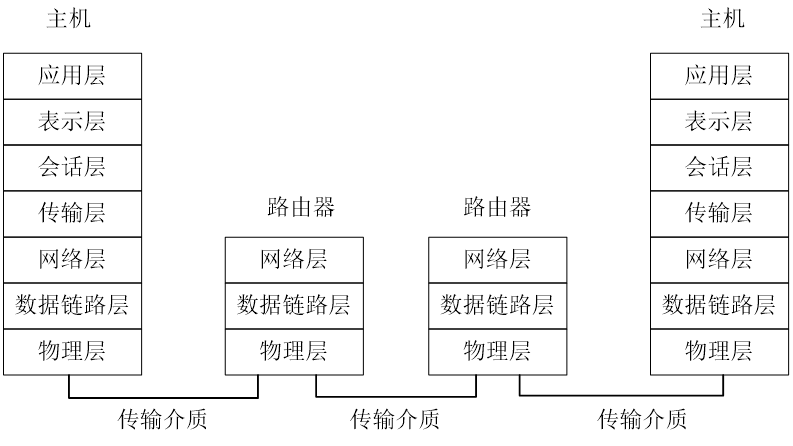 主机
主机
应用层
应用层
表示层
表示层
会话层
会话层
路由器
路由器
传输层
传输层
网络层
网络层
网络层
网络层
数据链路层
数据链路层
数据链路层
数据链路层
物理层
物理层
物理层
物理层
传输介质
传输介质
传输介质